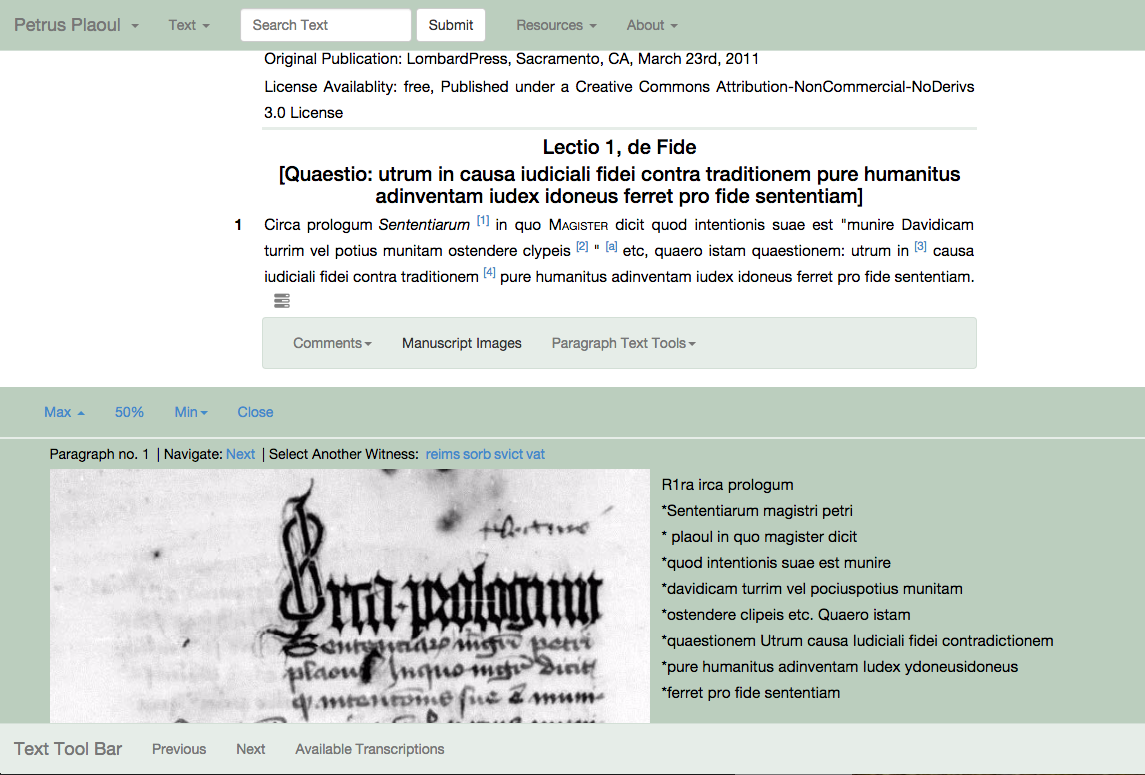 Petrus Plaoul Text Search Text Submit Resources About
Original Publication: LombardPress, Sacramento, CA, March 23rd, 2011
License Availablity: free, Published under a Creative Commons Attribution-NonCommercial-NoDerivs
3.0 License
Lectio 1, de Fide
[Quaestio: utrum in causa iudiciali fidei contra traditionem pure humanitus
adinventam iudex idoneus ferret pro fide sententiam]
1 Circa prologum Sententiarum [1] in quo MAGISTER dicit quod intentionis suae est "munire Davidicam
turrim vel potius munitam ostendere clypeis [2] " [a] etc, quaero istam quaestionem: utrum in [3] causa
iudiciali fidei contra traditionem [4] pure humanitus adinventam iudex idoneus ferret pro fide sententiam.
Comments Manuscript Images Paragraph Text Tools
Max 50% Min Close
Paragraph no. 1 | Navigate: Next | Select Another Witness: reims sorb svict vat
irca prologum
Sententiarum mgri petri
plaoul In quo mgr dicit
R1ra irca prologum
*Sententiarum magistri petri
* plaoul in quo magister dicit
*quod intentionis suae est munire
*davidicam turrim vel pociuspotius munitam
*ostendere clipeis etc. Quaero istam
*quaestionem Utrum causa Iudiciali fidei contradictionem
*pure humanitus adinventam Iudex ydoneusidoneus
*ferret pro fide sententiam
Text Tool Bar Previous Next Available Transcriptions